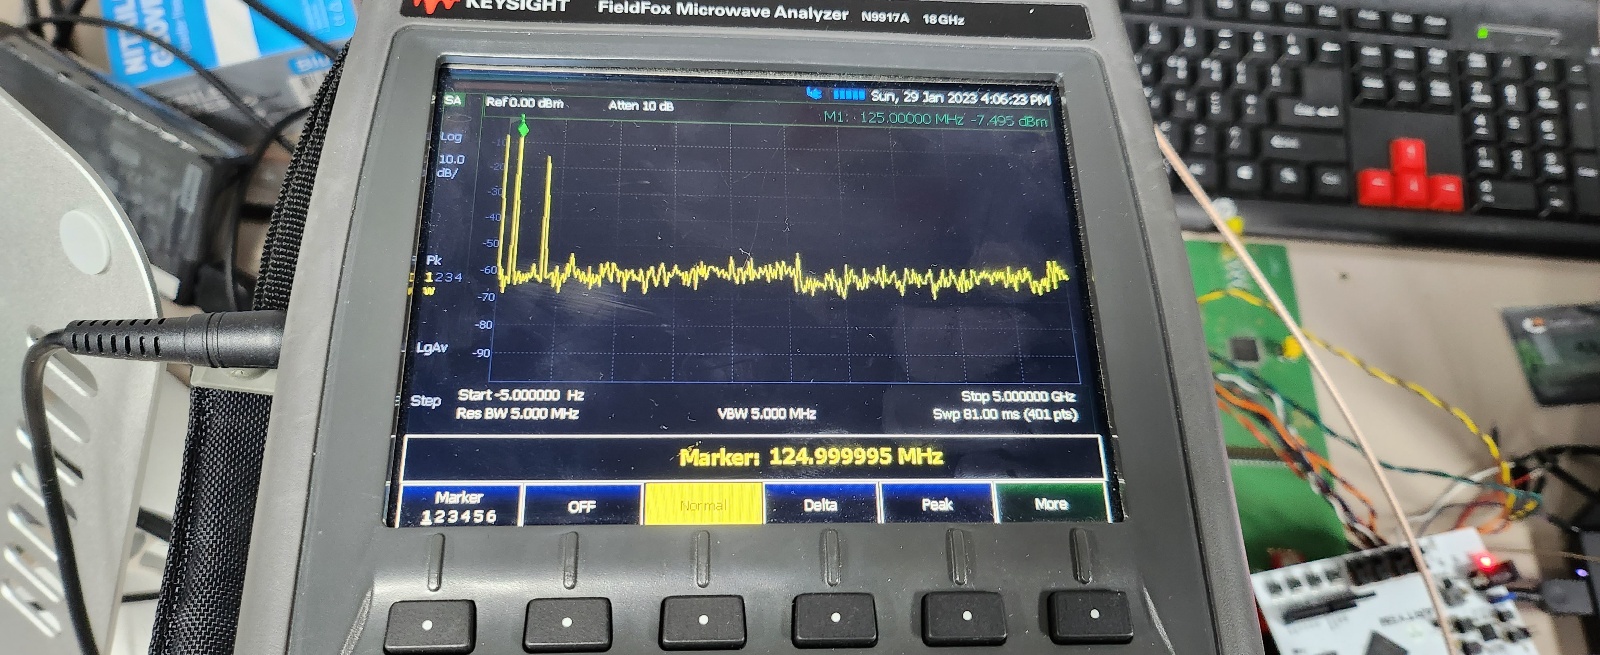 NITRILE
GLOVES
KEYSIGHT FieldFox Microwave Analyzer N9917A 18 GHz
Sun, 29 Jan 2023 4:06:23 PM
SA Ref 0.00 dBm Atten 10 dB
M1: 125.00000 MHz -7.495 dBm
Log
10.0
dB/
-10
-20
-30
-40
-50
-60
-70
-80
-90
Pk
1234
W
LgAv
Step
Start -5.000000 Hz Stop 5.000000 GHz
Res BW 5.000 MHz VBW 5.000 MHz Swp 81.00 ms (401 pts)
Marker: 124.999995 MHz
Marker
123456
OFF
Normal
Delta
Peak
More